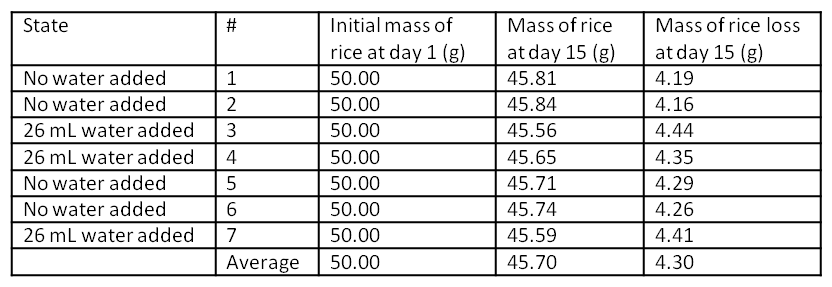 State # Initial mass of rice at day 1 (g) Mass of rice at day 15 (g) Mass of rice loss at day 15 (g)
No water added 1 50.00 45.81 4.19
No water added 2 50.00 45.84 4.16
26 mL water added 3 50.00 45.56 4.44
26 mL water added 4 50.00 45.65 4.35
No water added 5 50.00 45.71 4.29
No water added 6 50.00 45.74 4.26
26 mL water added 7 50.00 45.59 4.41
Average 50.00 45.70 4.30